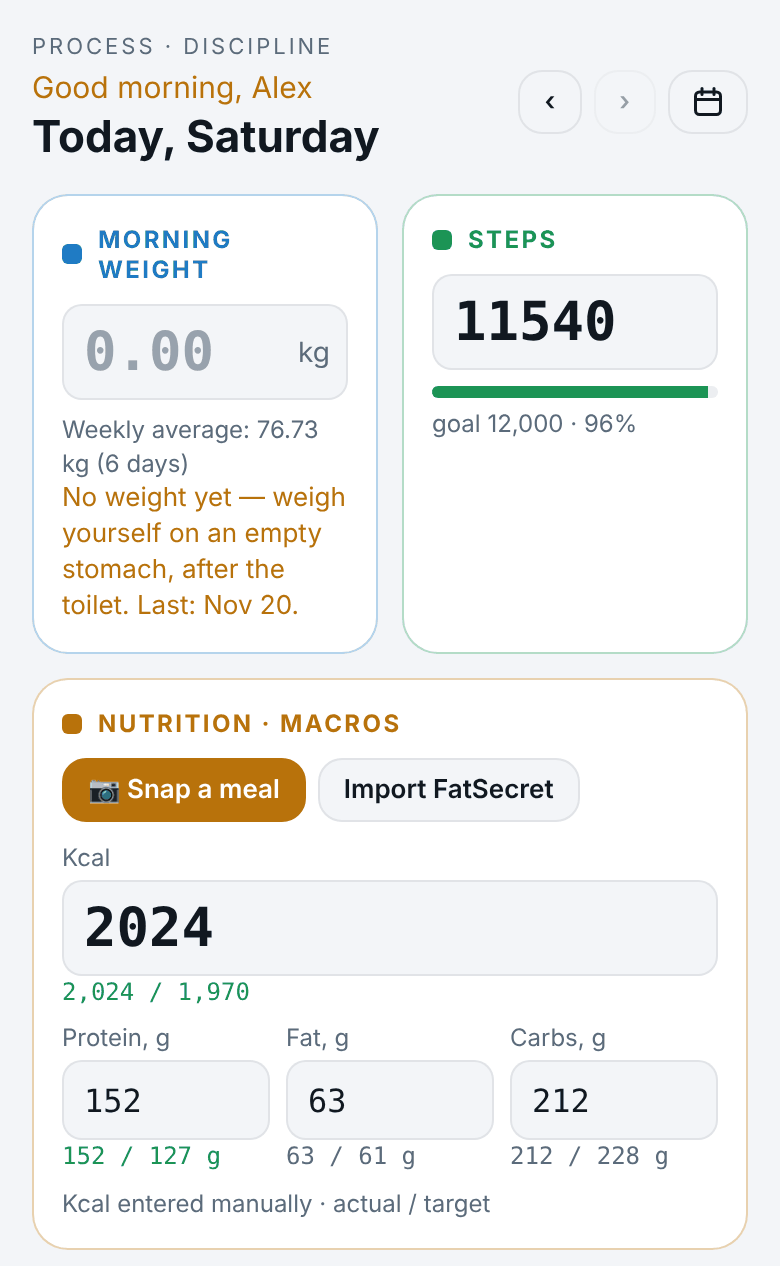 PROCESS · DISCIPLINE
Good morning, Alex
Today, Saturday
MORNING
WEIGHT
0.00 kg
Weekly average: 76.73
kg (6 days)
No weight yet — weigh
yourself on an empty
stomach, after the
toilet. Last: Nov 20.
STEPS
11540
goal 12,000 · 96%
NUTRITION · MACROS
📷 Snap a meal
Import FatSecret
Kcal
2024
2,024 / 1,970
Protein, g Fat, g Carbs, g
152 63 212
152 / 127 g 63 / 61 g 212 / 228 g
Kcal entered manually · actual / target